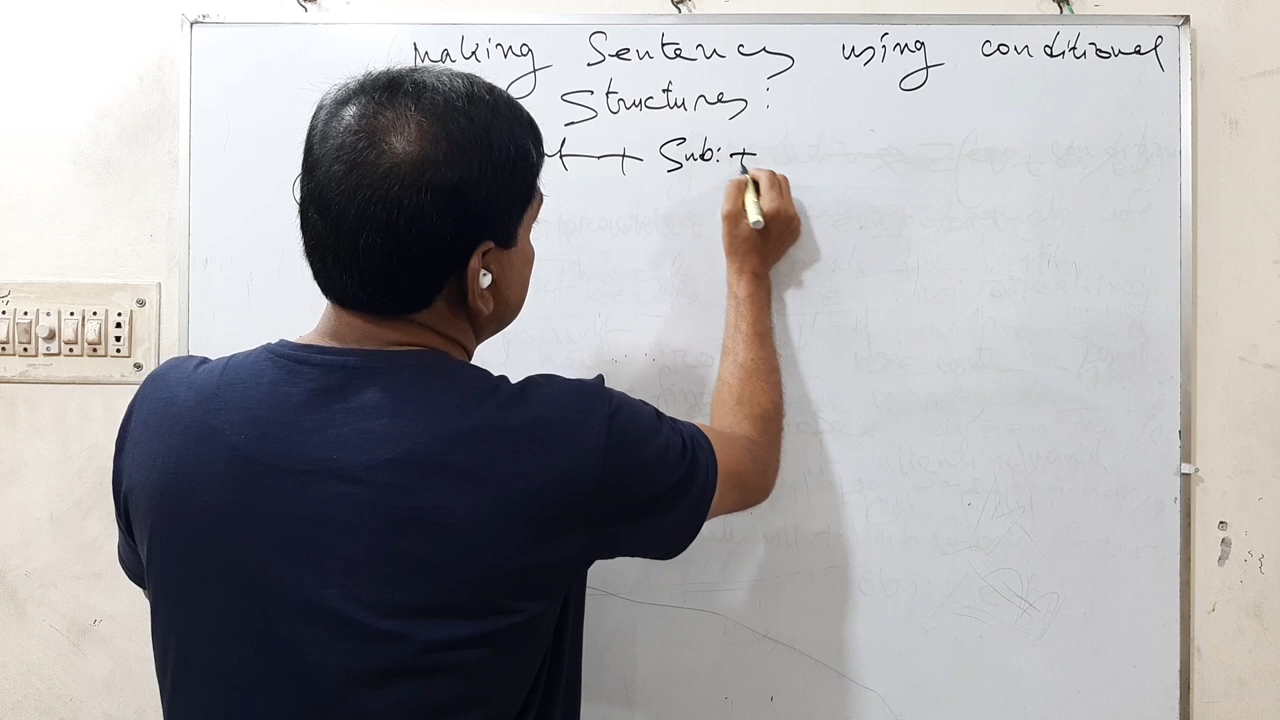 making Sentences using conditional
Structures:
+ Sub: +